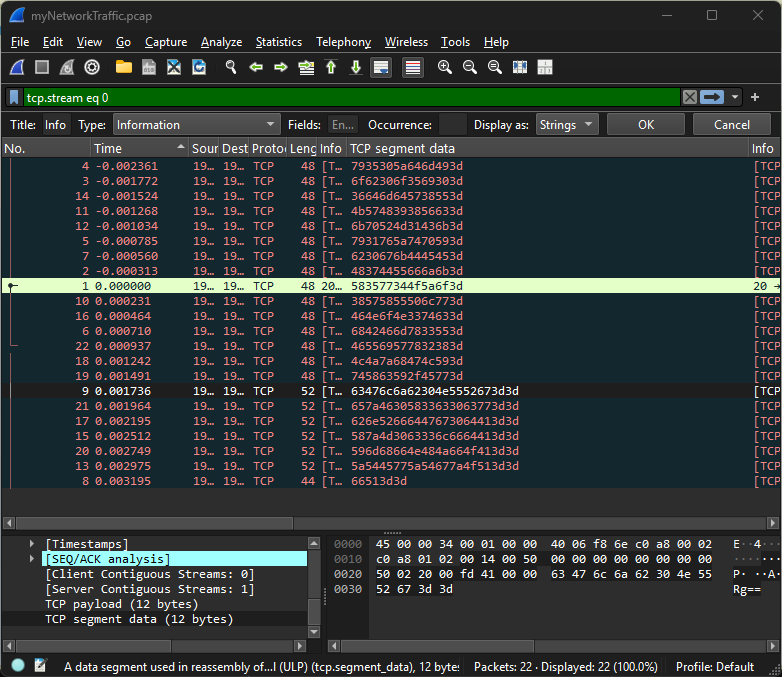 myNetworkTraffic.pcap
File Edit View Go Capture Analyze Statistics Telephony Wireless Tools Help
tcp.stream eq 0
Title: Info Type: Information Fields: En... Occurrence: Display as: Strings OK Cancel
No. Time Sour Dest Protoc Leng Info TCP segment data Info
4 -0.002361 19... 19... TCP 48 [T... 7935305a646d493d [TCP
3 -0.001772 19... 19... TCP 48 [T... 6f62306f3569303d [TCP
14 -0.001524 19... 19... TCP 48 [T... 36646d645738553d [TCP
11 -0.001268 19... 19... TCP 48 [T... 4b5748393856633d [TCP
12 -0.001034 19... 19... TCP 48 [T... 6b70524d31436b3d [TCP
5 -0.000785 19... 19... TCP 48 [T... 7931765a7470593d [TCP
7 -0.000560 19... 19... TCP 48 [T... 6230676b4445453d [TCP
2 -0.000313 19... 19... TCP 48 [T... 48374455666a6b3d [TCP
1 0.000000 19... 19... TCP 48 20... 583577344f5a6f3d 20 →
10 0.000231 19... 19... TCP 48 [T... 38575855506c773d [TCP
16 0.000464 19... 19... TCP 48 [T... 464e6f4e3374633d [TCP
6 0.000710 19... 19... TCP 48 [T... 6842466d7833553d [TCP
22 0.000937 19... 19... TCP 48 [T... 465569577832383d [TCP
18 0.001242 19... 19... TCP 48 [T... 4c4a7a68474c593d [TCP
19 0.001491 19... 19... TCP 48 [T... 745863592f45773d [TCP
9 0.001736 19... 19... TCP 52 [T... 63476c6a62304e5552673d3d [TCP
21 0.001964 19... 19... TCP 52 [T... 657a46305833633063773d3d [TCP
17 0.002195 19... 19... TCP 52 [T... 626e52666447673064413d3d [TCP
15 0.002512 19... 19... TCP 52 [T... 587a4d3063336c6664413d3d [TCP
20 0.002749 19... 19... TCP 52 [T... 596d68664e484a664f413d3d [TCP
13 0.002975 19... 19... TCP 52 [T... 5a5445775a54677a4f513d3d [TCP
8 0.003195 19... 19... TCP 44 [T... 66513d3d [TCP
[Timestamps]
[SEQ/ACK analysis]
[Client Contiguous Streams: 0]
[Server Contiguous Streams: 1]
TCP payload (12 bytes)
TCP segment data (12 bytes)
0000 45 00 00 34 00 01 00 00 40 06 f8 6e c0 a8 00 02 E··4····
0010 c0 a8 01 02 00 14 00 50 00 00 00 00 00 00 00 00
0020 50 02 20 00 fd 41 00 00 63 47 6c 6a 62 30 4e 55 P· ··A··
0030 52 67 3d 3d Rg==
A data segment used in reassembly of...l (ULP) (tcp.segment_data), 12 bytes Packets: 22 · Displayed: 22 (100.0%) Profile: Default